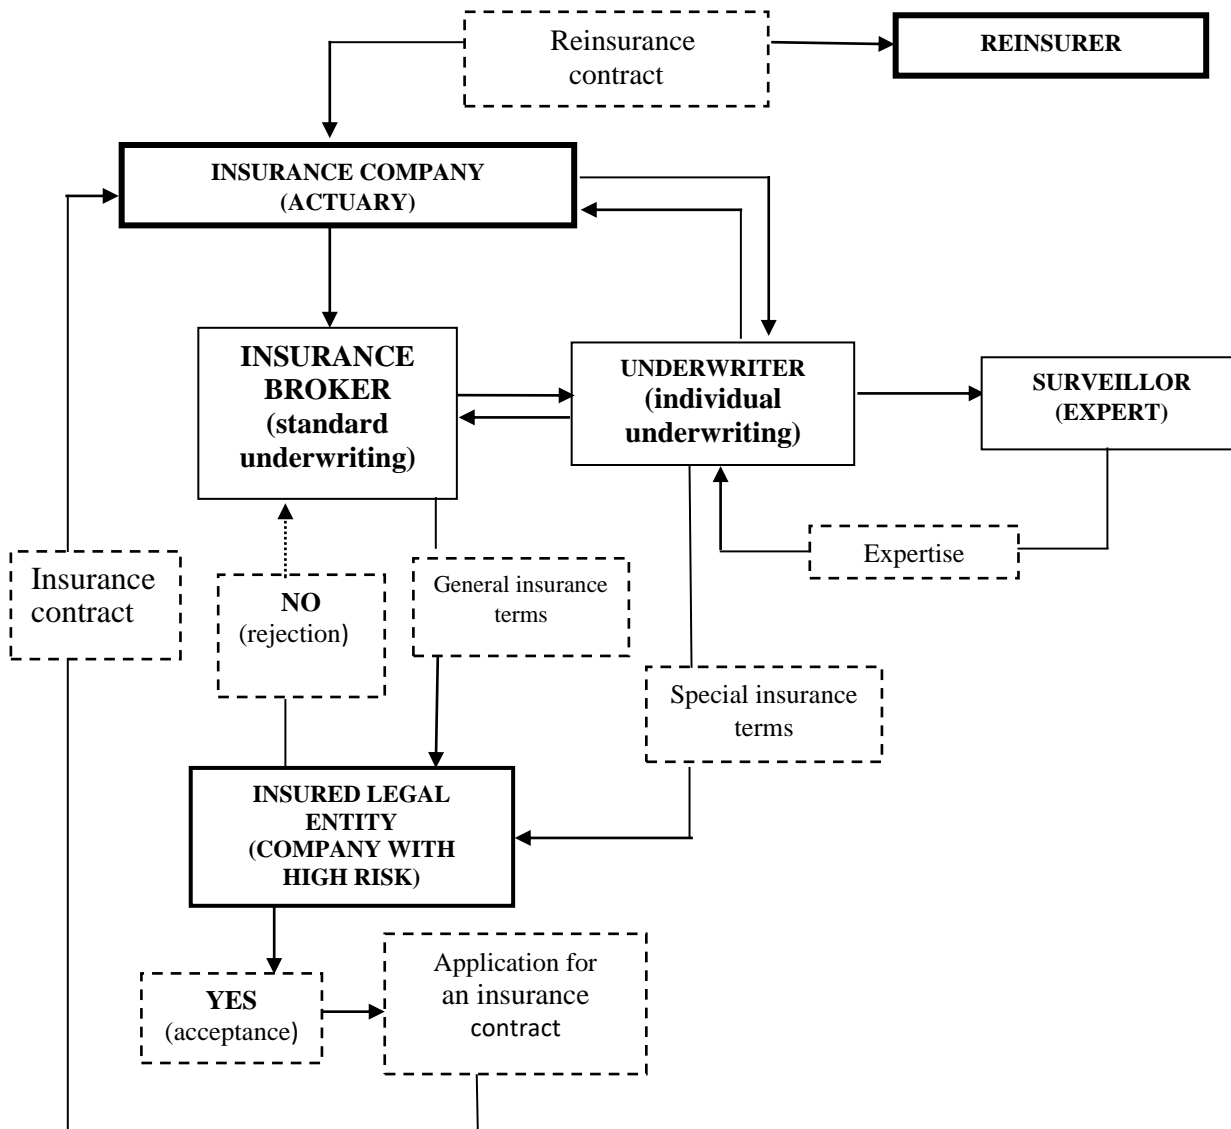 Reinsurance
contract
REINSURER
INSURANCE COMPANY
(ACTUARY)
INSURANCE
BROKER
(standard
underwriting)
UNDERWRITER
(individual
underwriting)
SURVEILLOR
(EXPERT)
Expertise
Insurance
contract
NO
(rejection)
General insurance
terms
Special insurance
terms
INSURED LEGAL
ENTITY
(COMPANY WITH
HIGH RISK)
YES
(acceptance)
Application for
an insurance
contract